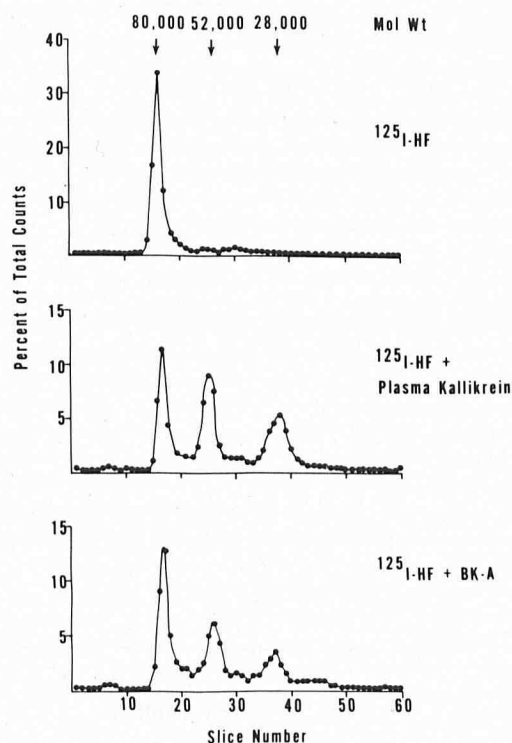 80,000 52,000 28,000 Mol Wt
40
30
20
10
¹²⁵I-HF
Percent of Total Counts
15
10
5
¹²⁵I-HF +
Plasma Kallikrein
15
10
5
¹²⁵I-HF + BK-A
10 20 30 40 50 60
Slice Number